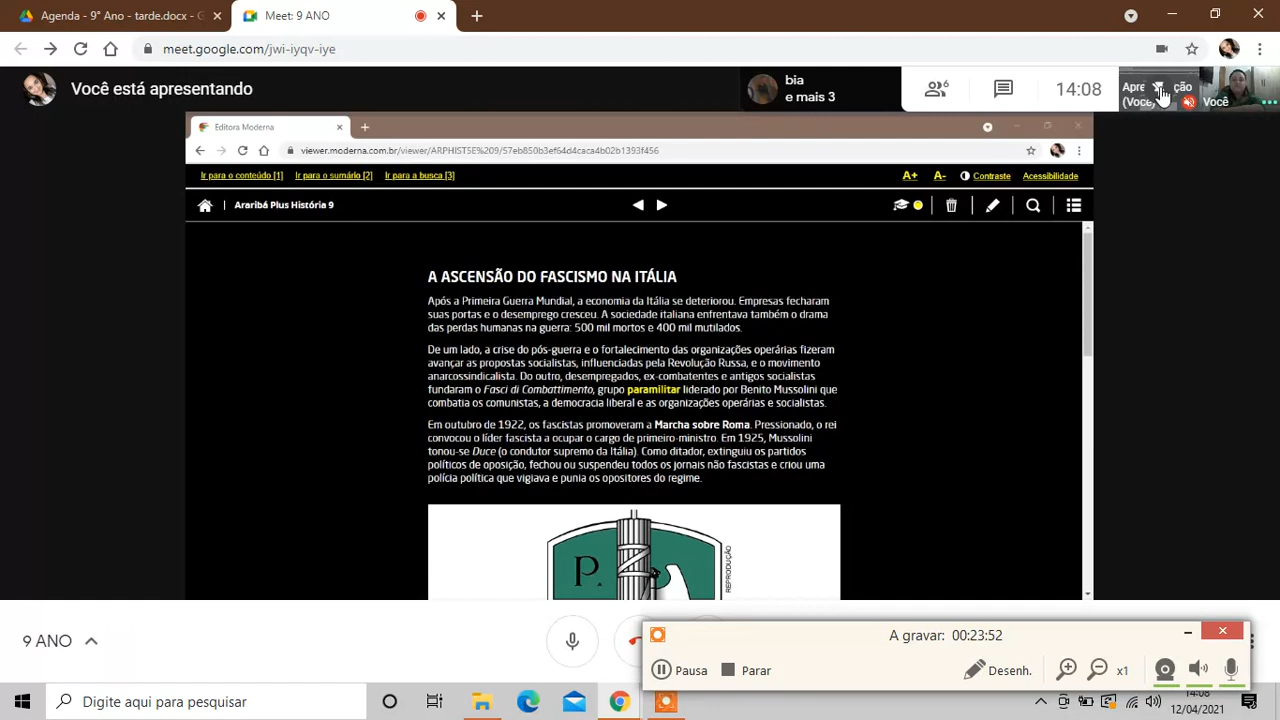 Agenda - 9° Ano - tarde.docx - G
Meet: 9 ANO
meet.google.com/jwi-iyqv-iye
Você está apresentando
bia
e mais 3
6
14:08
Apre ção
(Você)
Você
Editora Moderna
viewer.moderna.com.br/viewer/ARPHIST5E%209/57eb850b3ef64d4caca4b02b1393f456
Ir para o conteúdo [1] Ir para o sumário [2] Ir para a busca [3]
A+ A- Contraste Acessibilidade
Araribá Plus História 9
A ASCENSÃO DO FASCISMO NA ITÁLIA
Após a Primeira Guerra Mundial, a economia da Itália se deteriorou. Empresas fecharam
suas portas e o desemprego cresceu. A sociedade italiana enfrentava também o drama
das perdas humanas na guerra: 500 mil mortos e 400 mil mutilados.
De um lado, a crise do pós-guerra e o fortalecimento das organizações operárias fizeram
avançar as propostas socialistas, influenciadas pela Revolução Russa, e o movimento
anarcossindicalista. Do outro, desempregados, ex-combatentes e antigos socialistas
fundaram o Fasci di Combattimento, grupo paramilitar liderado por Benito Mussolini que
combatia os comunistas, a democracia liberal e as organizações operárias e socialistas.
Em outubro de 1922, os fascistas promoveram a Marcha sobre Roma. Pressionado, o rei
convocou o líder fascista a ocupar o cargo de primeiro-ministro. Em 1925, Mussolini
tonou-se Duce (o condutor supremo da Itália). Como ditador, extinguiu os partidos
políticos de oposição, fechou ou suspendeu todos os jornais não fascistas e criou uma
polícia política que vigiava e punia os opositores do regime.
P.
REPRODUÇÃO
9 ANO
A gravar: 00:23:52
Pausa Parar Desenh. x1
Digite aqui para pesquisar
14:08
12/04/2021